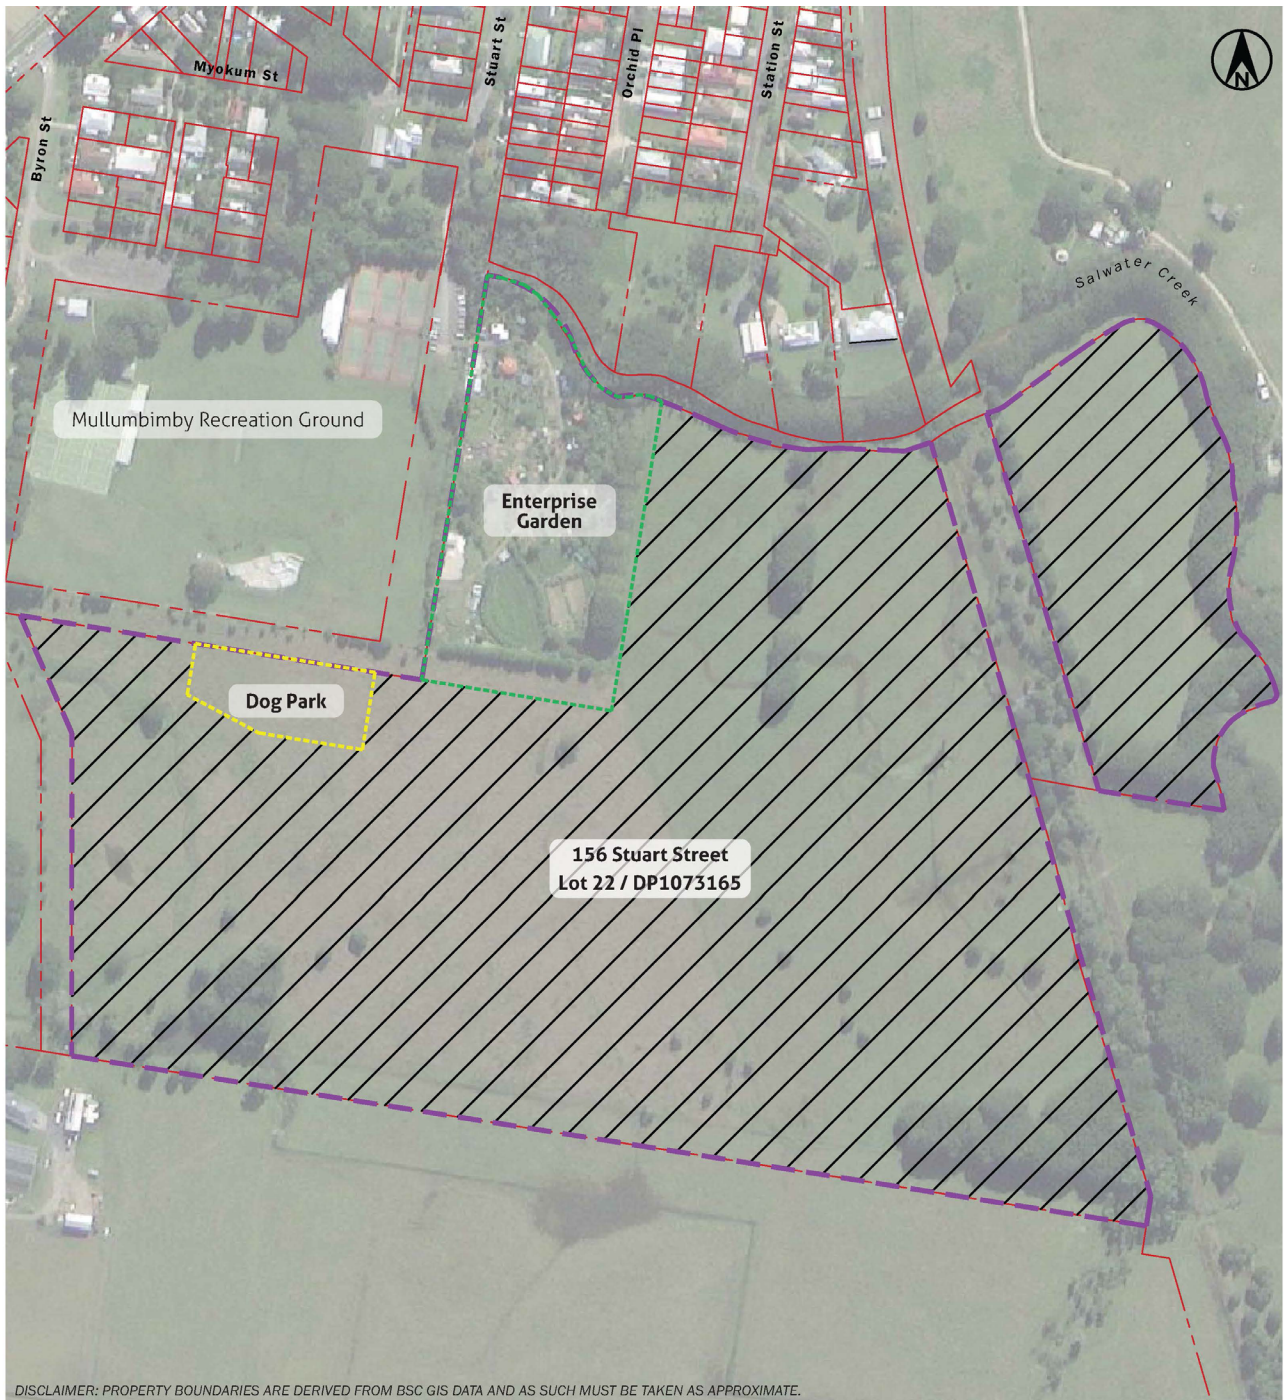 Stuart St
Orchid Pl
Station St
N
Myokum St
Byron St
Salwater Creek
Mullumbimby Recreation Ground
Enterprise
Garden
Dog Park
156 Stuart Street
Lot 22 / DP1073165
DISCLAIMER: PROPERTY BOUNDARIES ARE DERIVED FROM BSC GIS DATA AND AS SUCH MUST BE TAKEN AS APPROXIMATE.